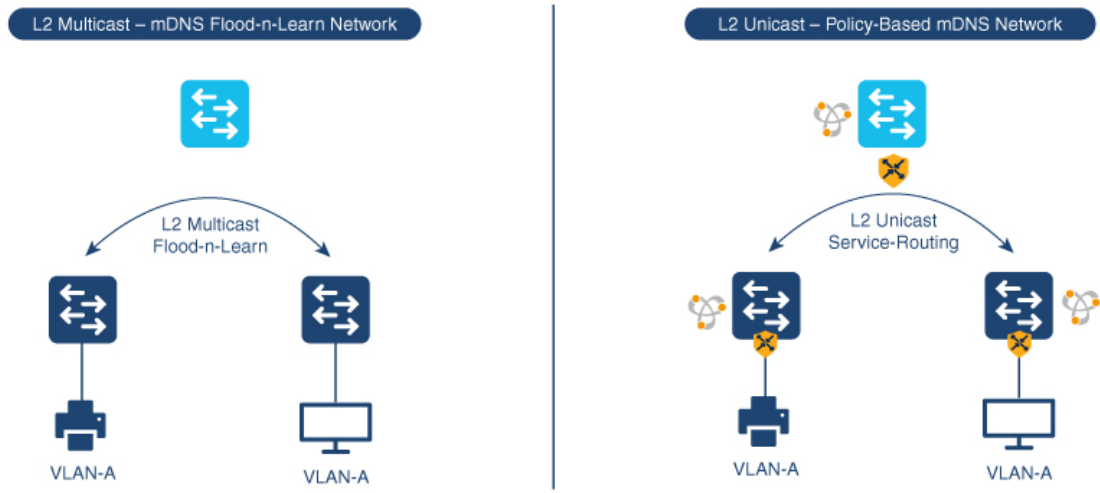 L2 Multicast – mDNS Flood-n-Learn Network
L2 Multicast
Flood-n-Learn
VLAN-A
VLAN-A
L2 Unicast – Policy-Based mDNS Network
L2 Unicast
Service-Routing
VLAN-A
VLAN-A